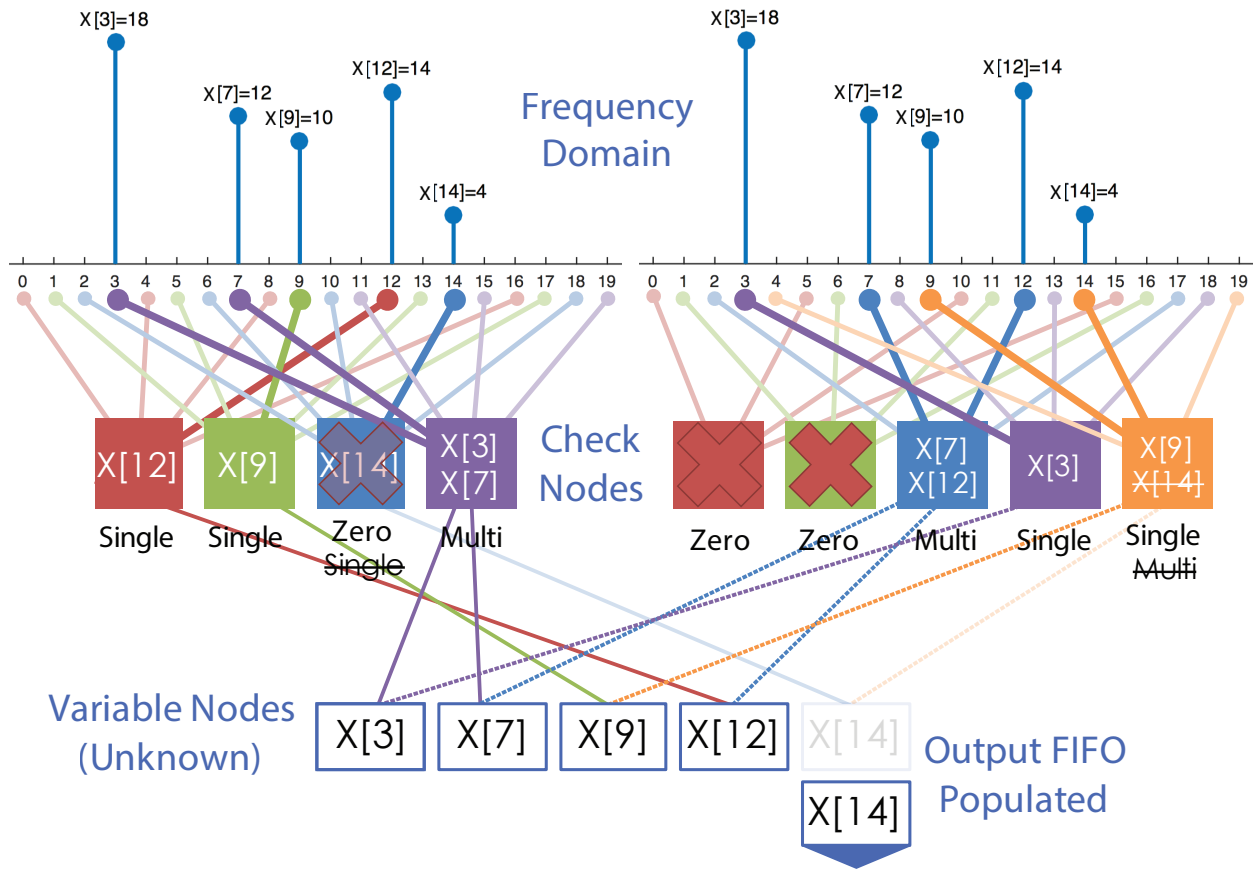 X[3]=18
X[7]=12
X[9]=10
X[12]=14
X[14]=4
Frequency
Domain
X[3]=18
X[7]=12
X[9]=10
X[12]=14
X[14]=4
0 1 2 3 4 5 6 7 8 9 10 11 12 13 14 15 16 17 18 19
0 1 2 3 4 5 6 7 8 9 10 11 12 13 14 15 16 17 18 19
X[12]
X[9]
X[14]
X[3]
X[7]
Check
Nodes
X[7]
X[12]
X[3]
X[9]
X[14]
Single
Single
Zero
Single
Multi
Zero
Zero
Multi
Single
Single
Multi
Variable Nodes
(Unknown)
X[3]
X[7]
X[9]
X[12]
X[14]
Output FIFO
Populated
X[14]